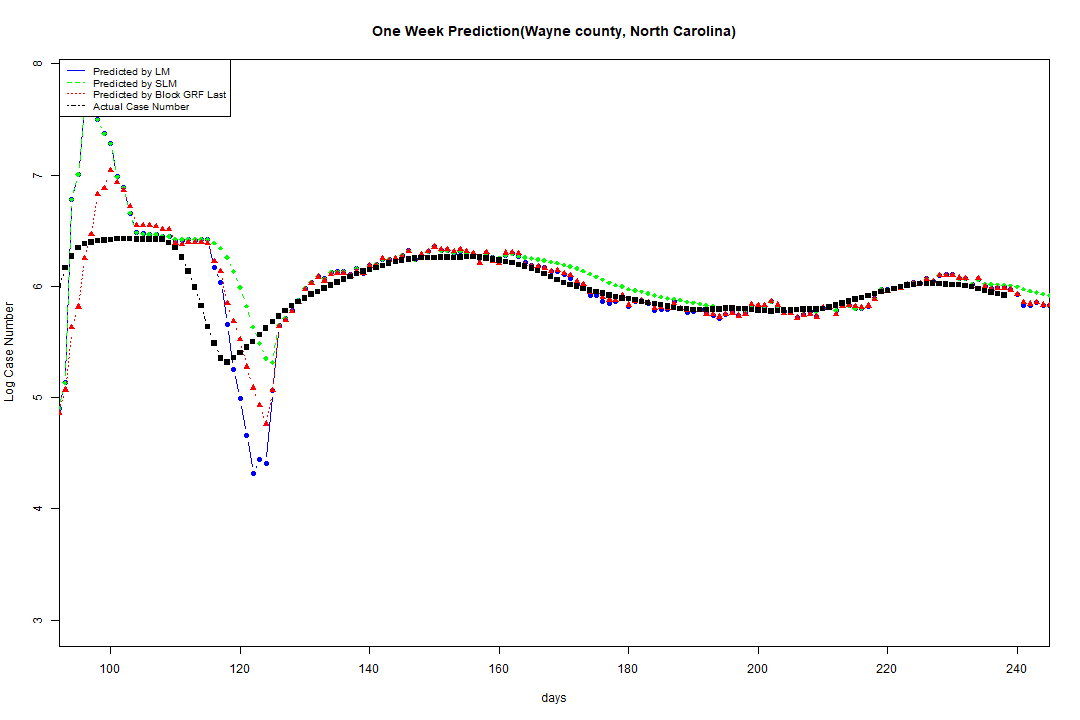 One Week Prediction(Wayne county, North Carolina)
Predicted by LM
Predicted by SLM
Predicted by Block GRF Last
Actual Case Number
8
7
6
5
4
3
Log Case Number
100 120 140 160 180 200 220 240
days